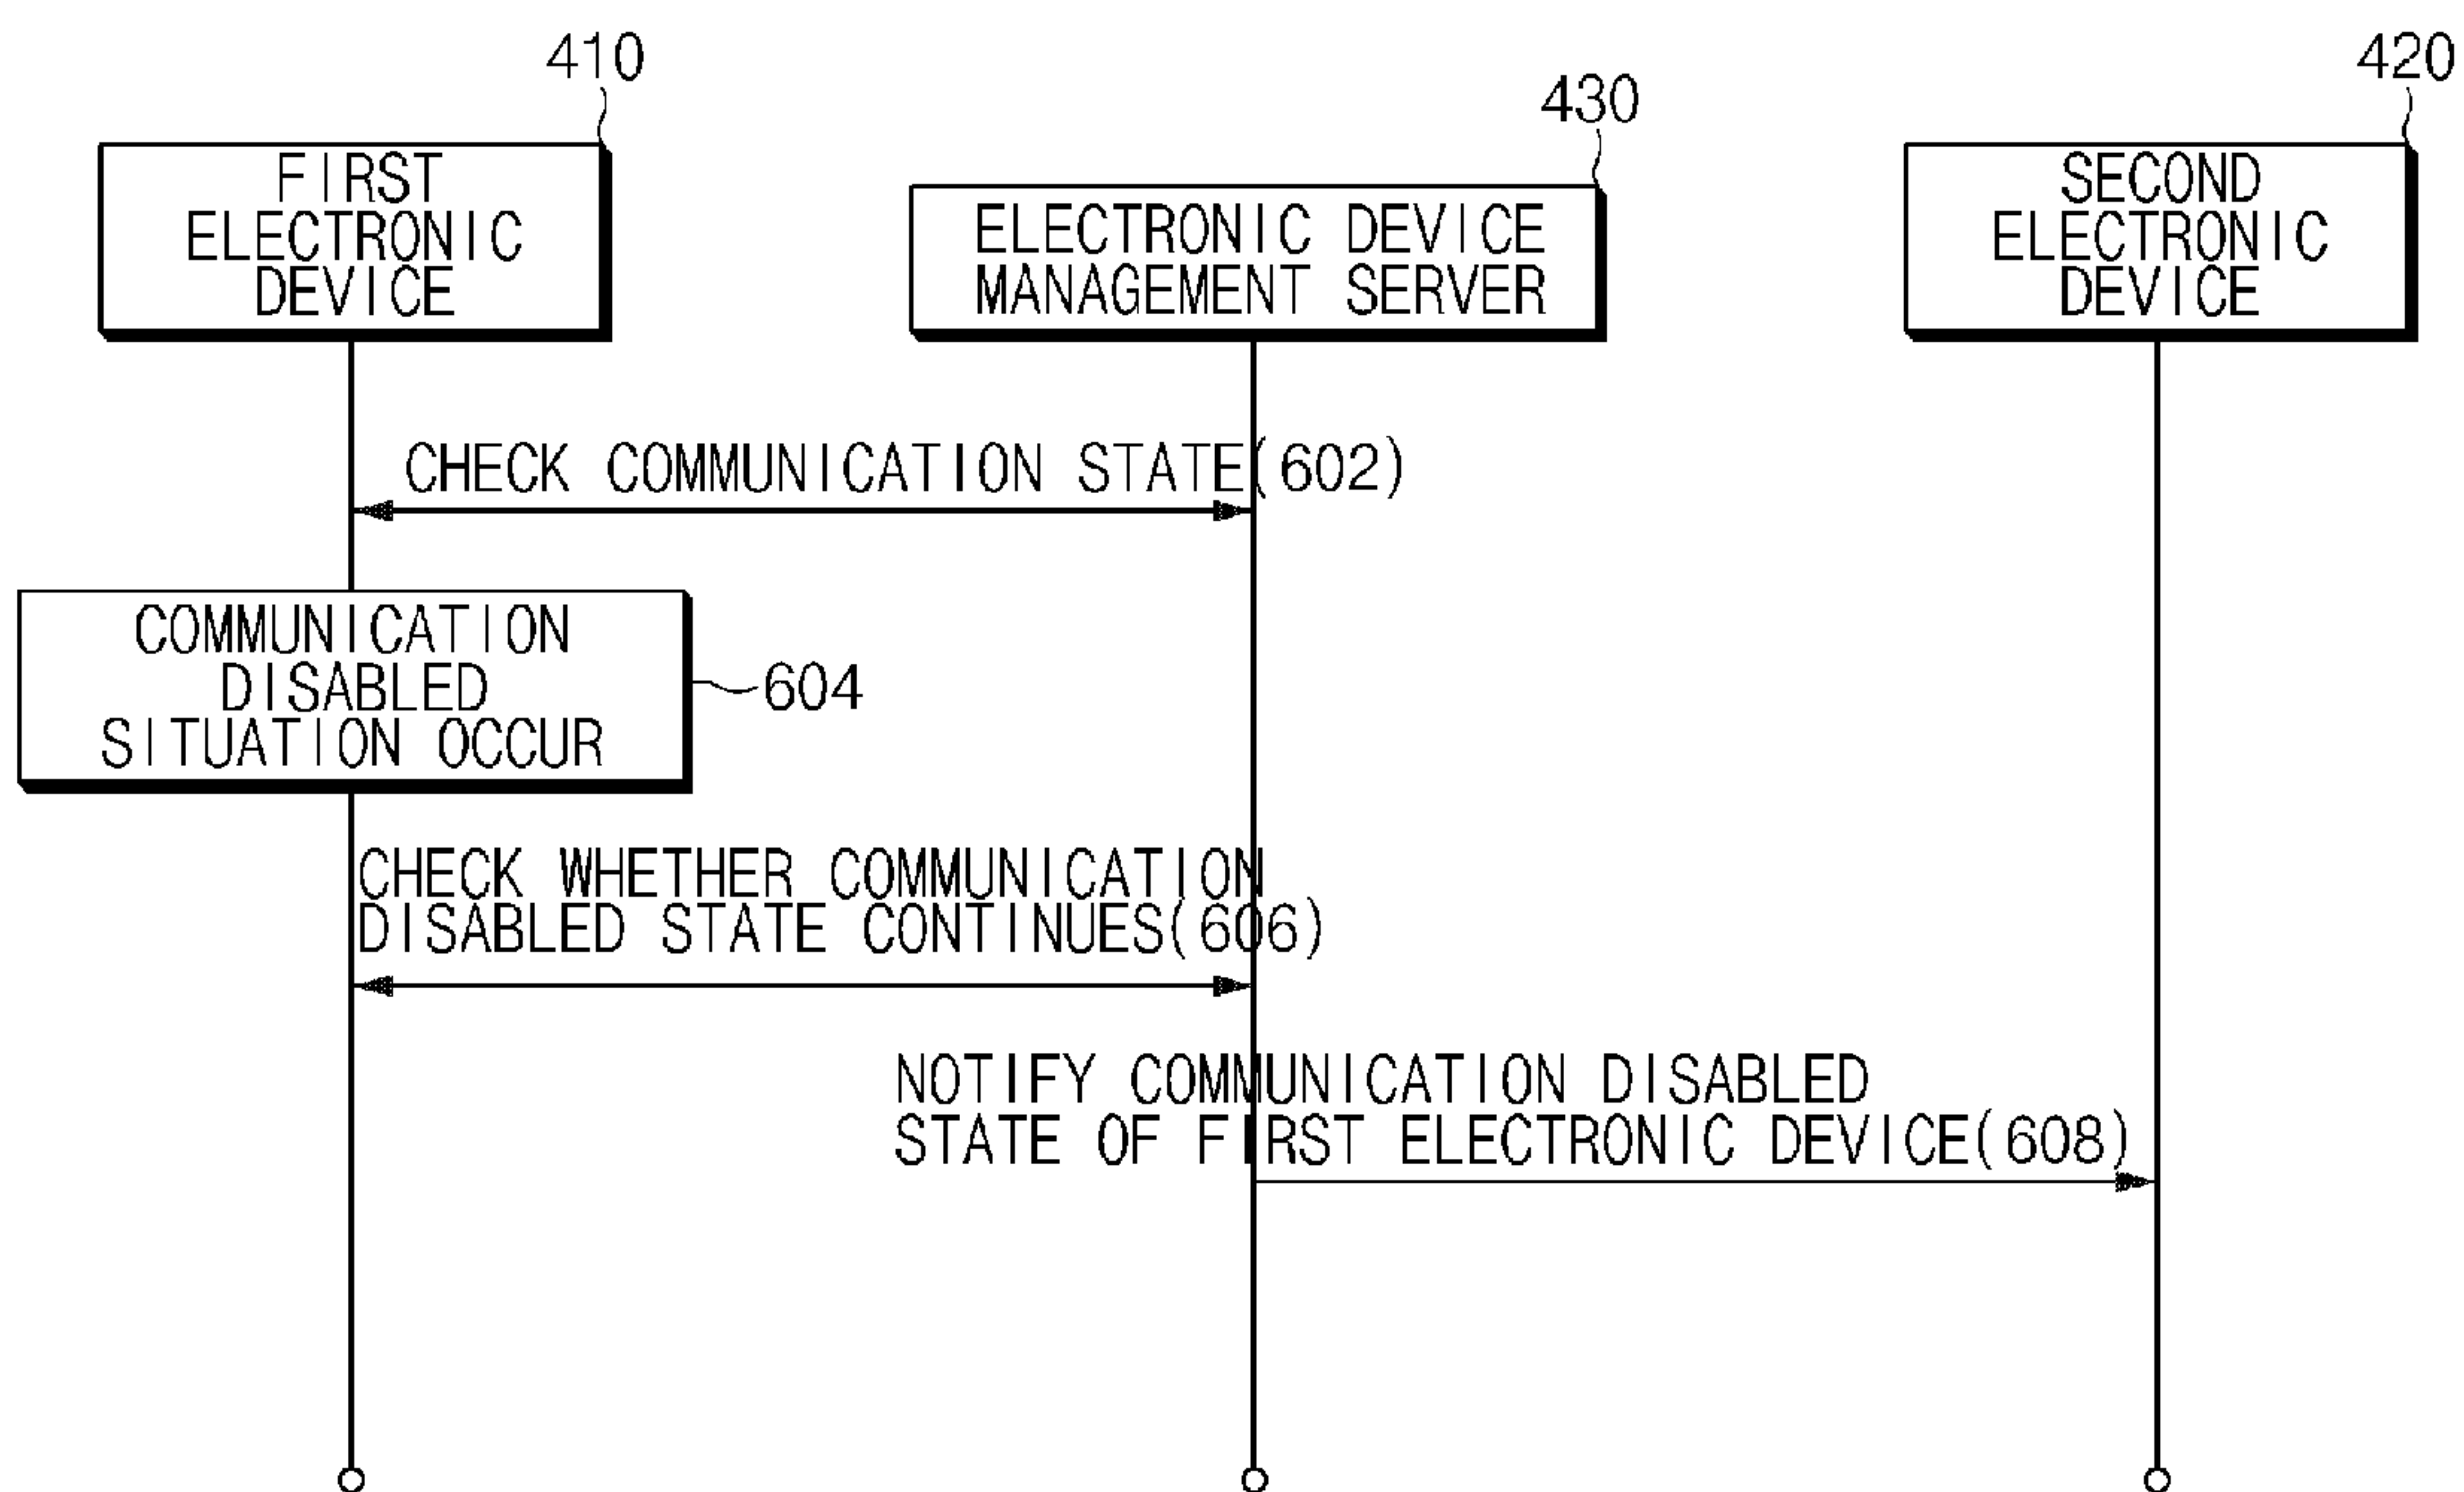 410
430
420
FIRST
ELECTRONIC
DEVICE
ELECTRONIC DEVICE
MANAGEMENT SERVER
SECOND
ELECTRONIC
DEVICE
CHECK COMMUNICATION STATE(602)
COMMUNICATION
DISABLED
SITUATION OCCUR
604
CHECK WHETHER COMMUNICATION
DISABLED STATE CONTINUES(606)
NOTIFY COMMUNICATION DISABLED
STATE OF FIRST ELECTRONIC DEVICE(608)